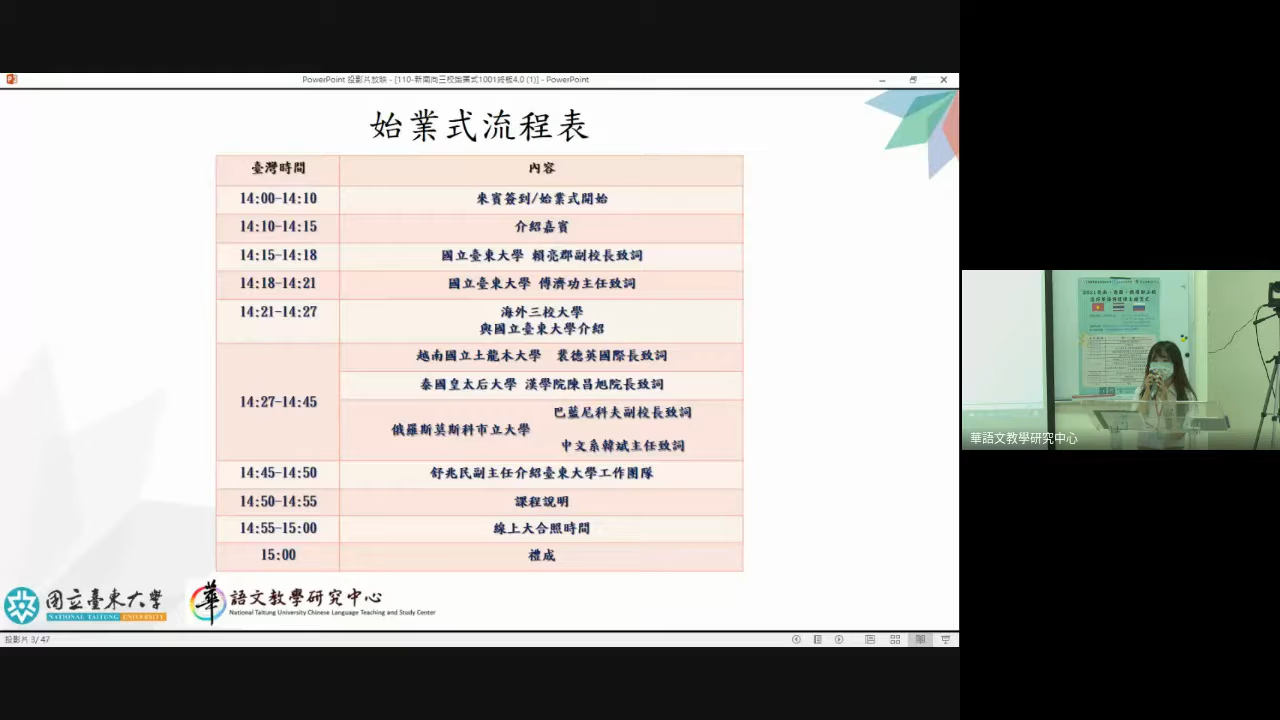 PowerPoint 投影片放映 - [110-新南向三校始業式1001終板4.0 (1)] - PowerPoint
始業式流程表
臺灣時間 內容
14:00-14:10 來賓簽到/始業式開始
14:10-14:15 介紹嘉賓
14:15-14:18 國立臺東大學 賴亮郡副校長致詞
14:18-14:21 國立臺東大學 傅濟功主任致詞
14:21-14:27 海外三校大學
與國立臺東大學介紹
14:27-14:45
越南國立土龍木大學 裴德英國際長致詞
泰國皇太后大學 漢學院陳昌旭院長致詞
俄羅斯莫斯科市立大學
巴藍尼科夫副校長致詞
中文系韓斌主任致詞
14:45-14:50 舒兆民副主任介紹臺東大學工作團隊
14:50-14:55 課程說明
14:55-15:00 線上大合照時間
15:00 禮成
國立臺東大學
NATIONAL TAITUNG UNIVERSITY
華語文教學研究中心
National Taitung University Chinese Language Teaching and Study Center
投影片 3/ 47
華語文教學研究中心